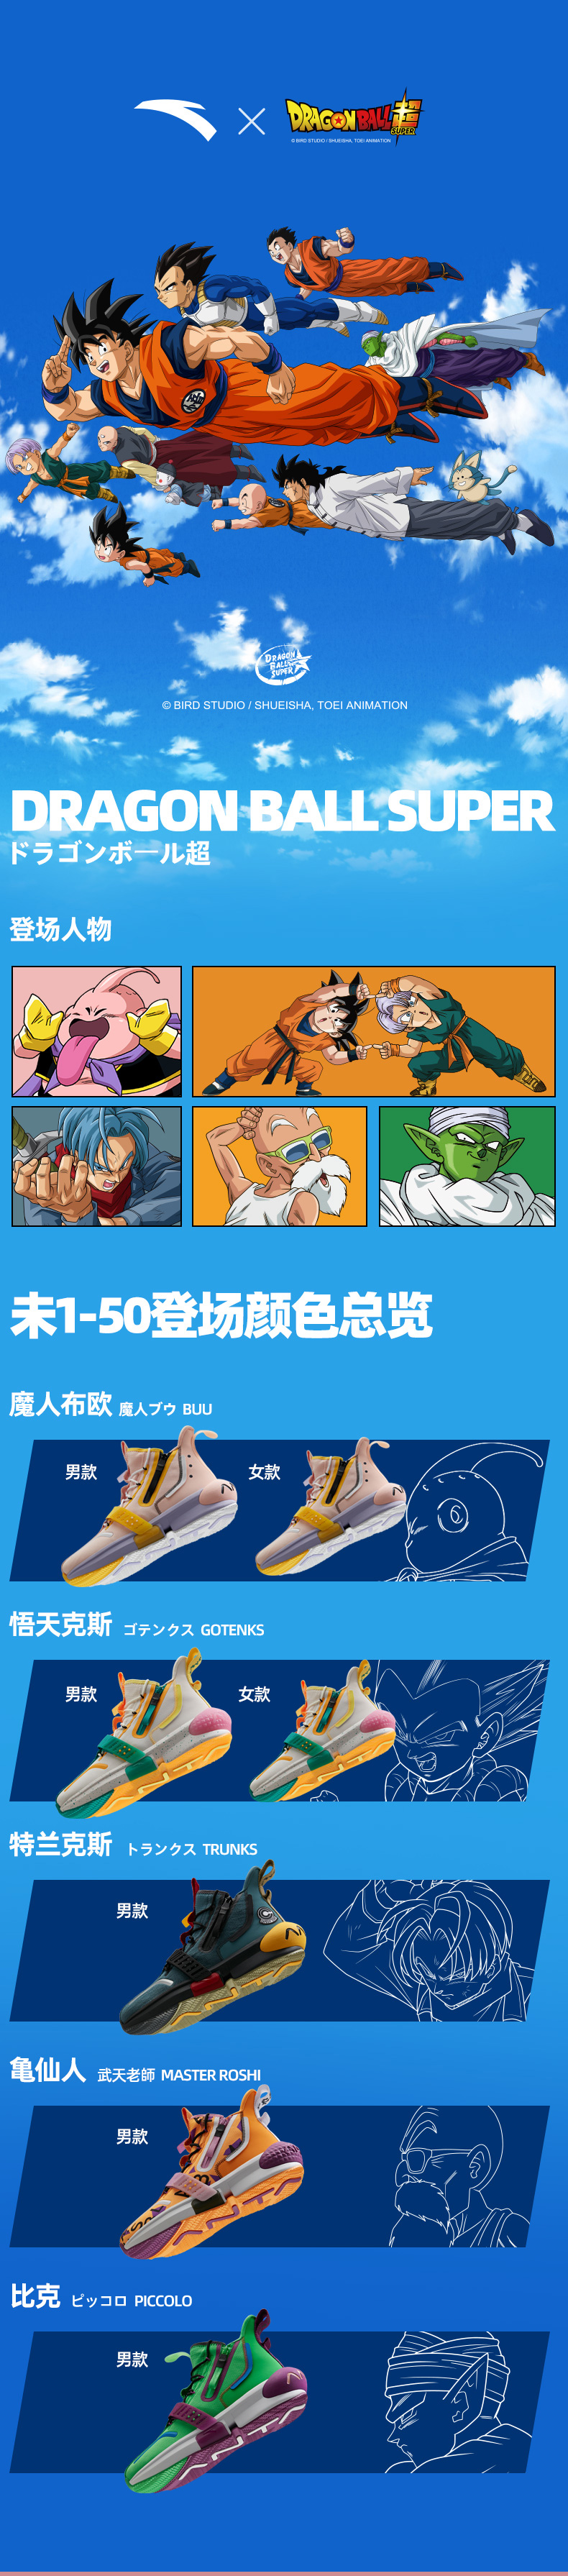 DRAGON BALL 超
SUPER
© BIRD STUDIO / SHUEISHA, TOEI ANIMATION
DRAGON
BALL
SUPER
© BIRD STUDIO / SHUEISHA, TOEI ANIMATION
DRAGON BALL SUPER
ドラゴンボール超
登场人物
未1-50登场颜色总览
魔人布欧 魔人ブウ BUU
男款 女款
悟天克斯 ゴテンクス GOTENKS
男款 女款
特兰克斯 トランクス TRUNKS
男款
亀仙人 武天老師 MASTER ROSHI
男款
比克 ピッコロ PICCOLO
男款